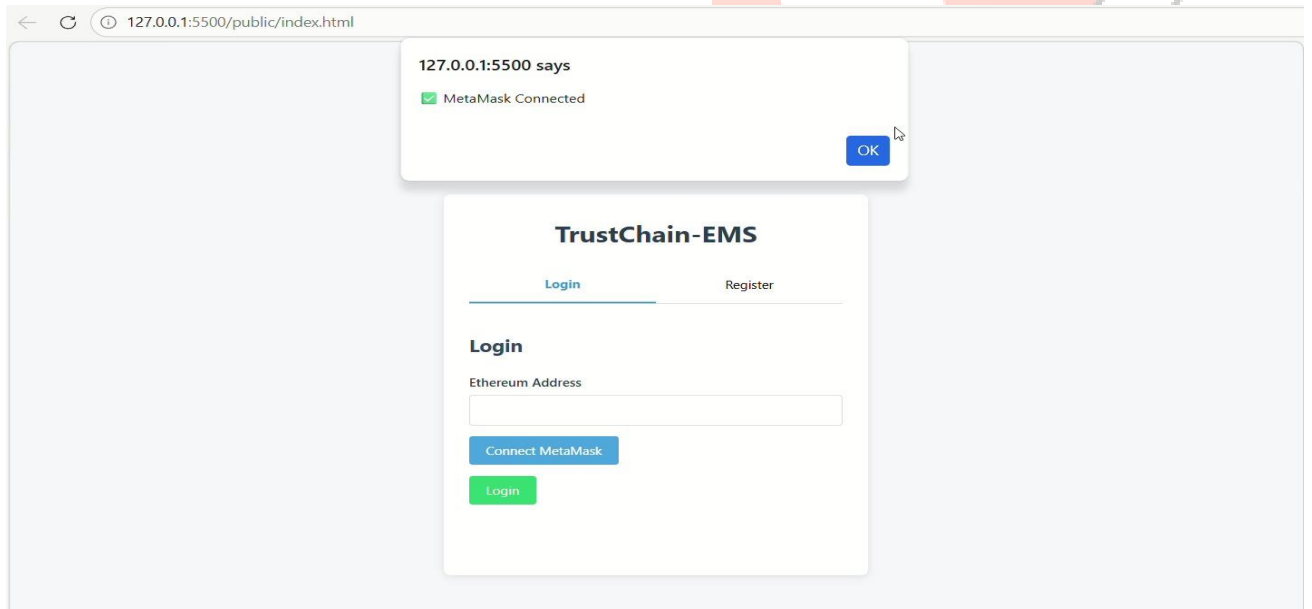 127.0.0.1:5500/public/index.html
127.0.0.1:5500 says
✅ MetaMask Connected
OK
TrustChain-EMS
Login Register
Login
Ethereum Address
Connect MetaMask
Login